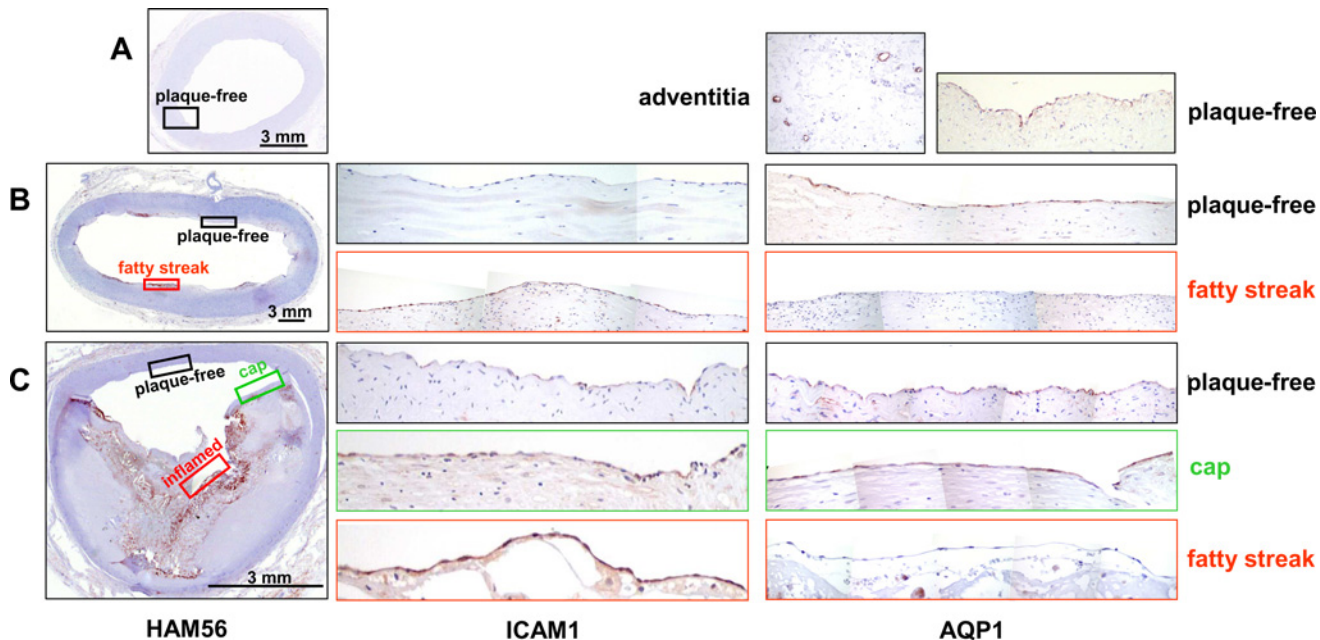 A
plaque-free
3 mm
adventitia
plaque-free
B
plaque-free
fatty streak
3 mm
plaque-free
fatty streak
C
plaque-free
cap
inflamed
3 mm
plaque-free
cap
fatty streak
HAM56
ICAM1
AQP1